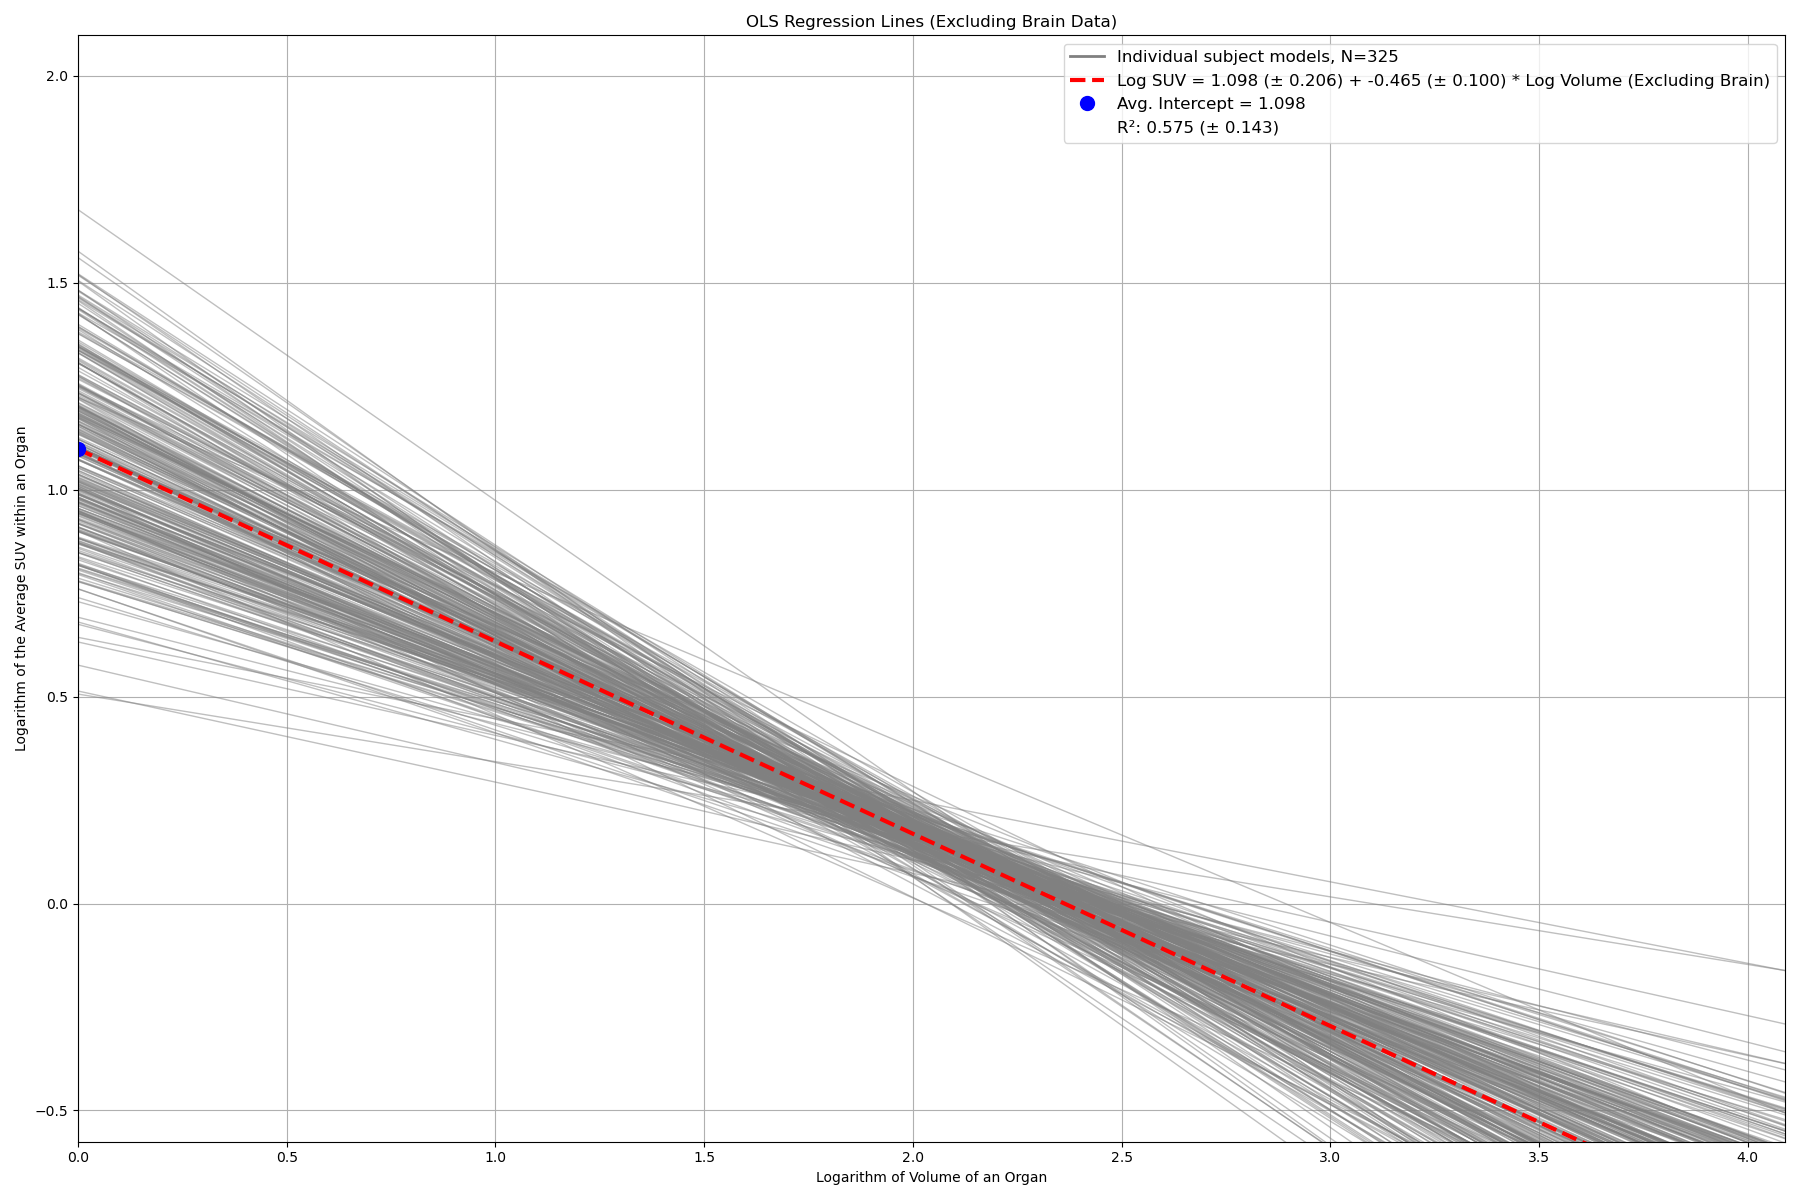 OLS Regression Lines (Excluding Brain Data)
Individual subject models, N=325
Log SUV = 1.098 (± 0.206) + -0.465 (± 0.100) * Log Volume (Excluding Brain)
Avg. Intercept = 1.098
R²: 0.575 (± 0.143)
Logarithm of the Average SUV within an Organ
2.0
1.5
1.0
0.5
0.0
−0.5
0.0 0.5 1.0 1.5 2.0 2.5 3.0 3.5 4.0
Logarithm of Volume of an Organ